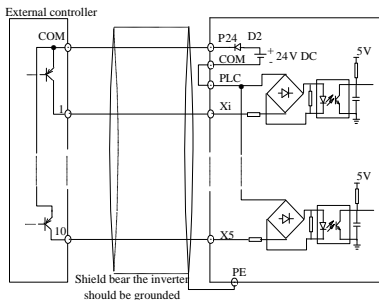 External controller
COM
P24
D2
+
-
24V DC
COM
PLC
5V
1
Xi
5V
10
X5
PE
Shield bear the inverter
should be grounded